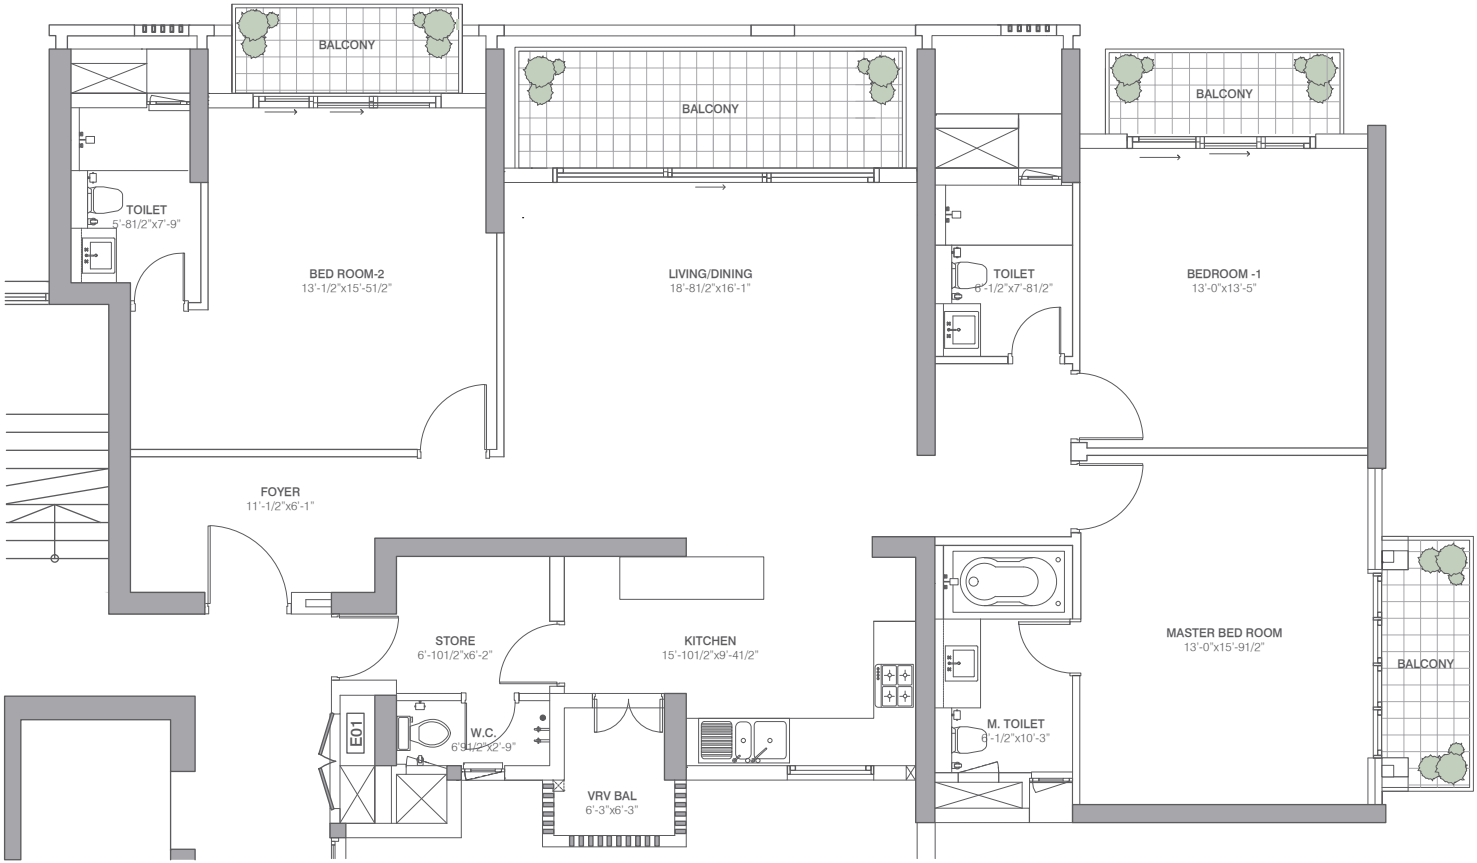 BALCONY
BALCONY
BALCONY
TOILET
5'-81/2"x7'-9"
BED ROOM-2
13'-1/2"x15'-51/2"
LIVING/DINING
18'-81/2"x16'-1"
TOILET
6'-1/2"x7'-81/2"
BEDROOM -1
13'-0"x13'-5"
FOYER
11'-1/2"x6'-1"
STORE
6'-101/2"x6'-2"
KITCHEN
15'-101/2"x9'-41/2"
MASTER BED ROOM
13'-0"x15'-91/2"
BALCONY
E01
W.C.
6'91/2"x2'-9"
M. TOILET
6'-1/2"x10'-3"
VRV BAL
6'-3"x6'-3"